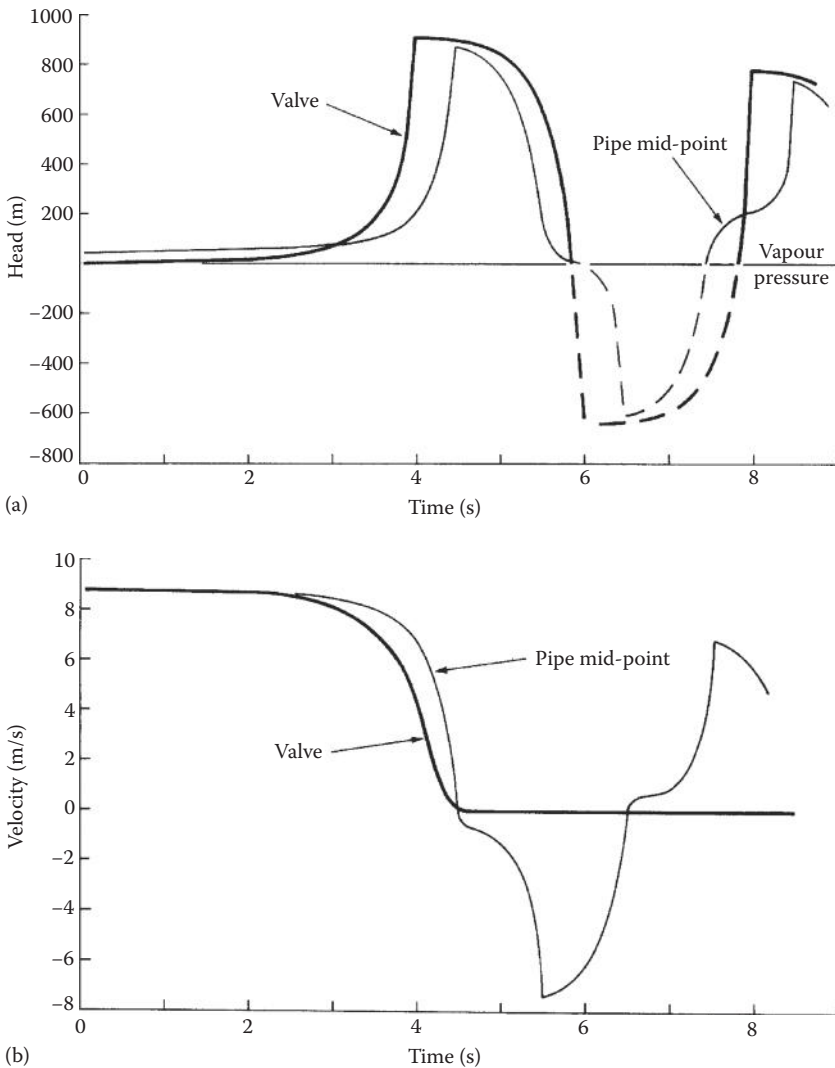 1000
800
Valve
600
Pipe mid-point
400
Head (m)
200
Vapour
pressure
−200
−400
−600
−800
0
2
4
6
8
(a)
Time (s)
10
8
6
Pipe mid-point
4
Valve
2
Velocity (m/s)
0
−2
−4
−6
−8
0
2
4
6
8
(b)
Time (s)